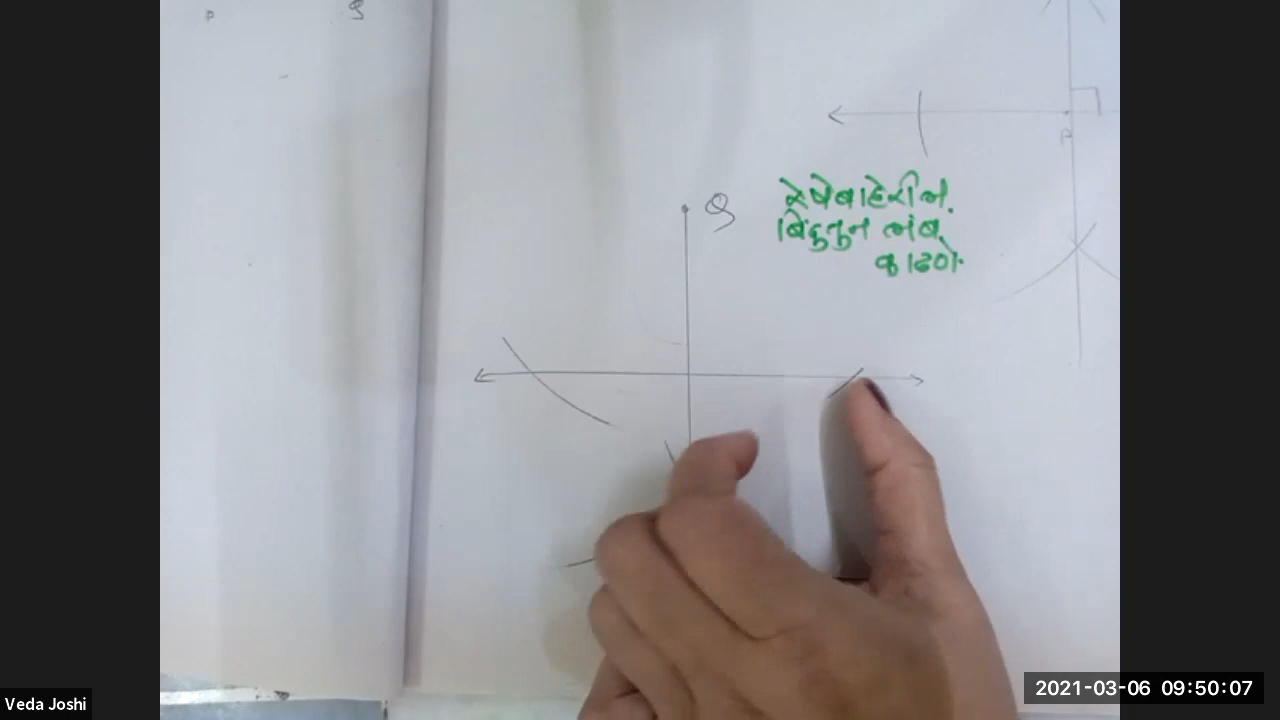 P
Q
Q
P
रेषेबाहेरील
बिंदुतुन लंब
काढणे.
Veda Joshi
2021-03-06 09:50:07